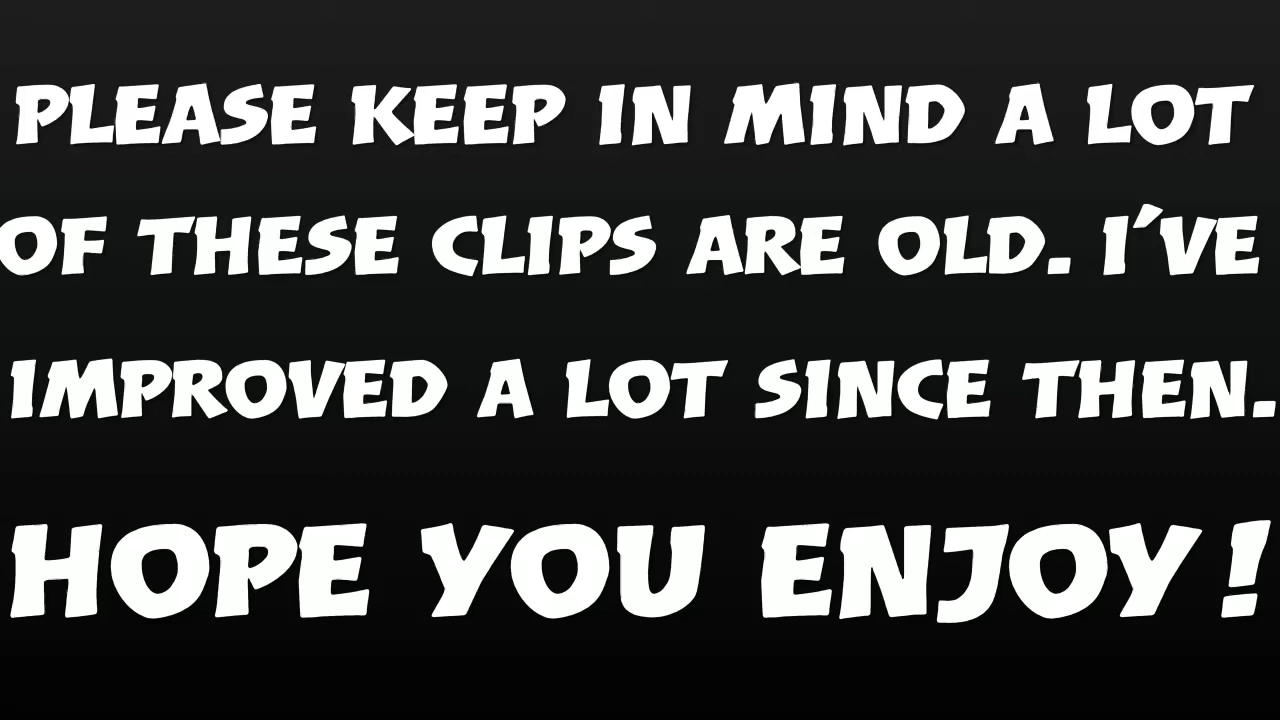 PLEASE KEEP IN MIND A LOT
OF THESE CLIPS ARE OLD. I´VE
IMPROVED A LOT SINCE THEN.
HOPE YOU ENJOY!